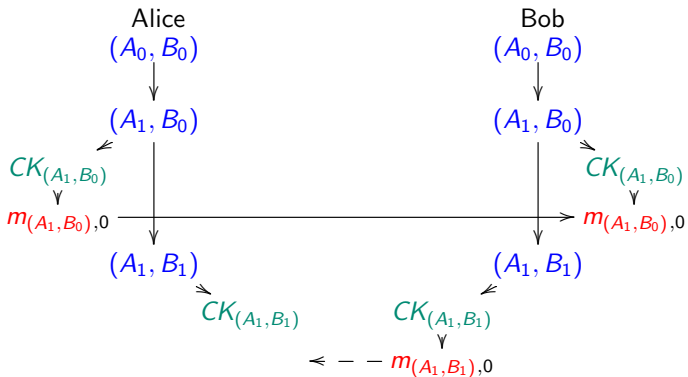 Alice Bob
(A₀, B₀) (A₀, B₀)
(A₁, B₀) (A₁, B₀)
CK₍A₁,B₀₎ CK₍A₁,B₀₎
m₍A₁,B₀₎,₀ m₍A₁,B₀₎,₀
(A₁, B₁) (A₁, B₁)
CK₍A₁,B₁₎ CK₍A₁,B₁₎
m₍A₁,B₁₎,₀